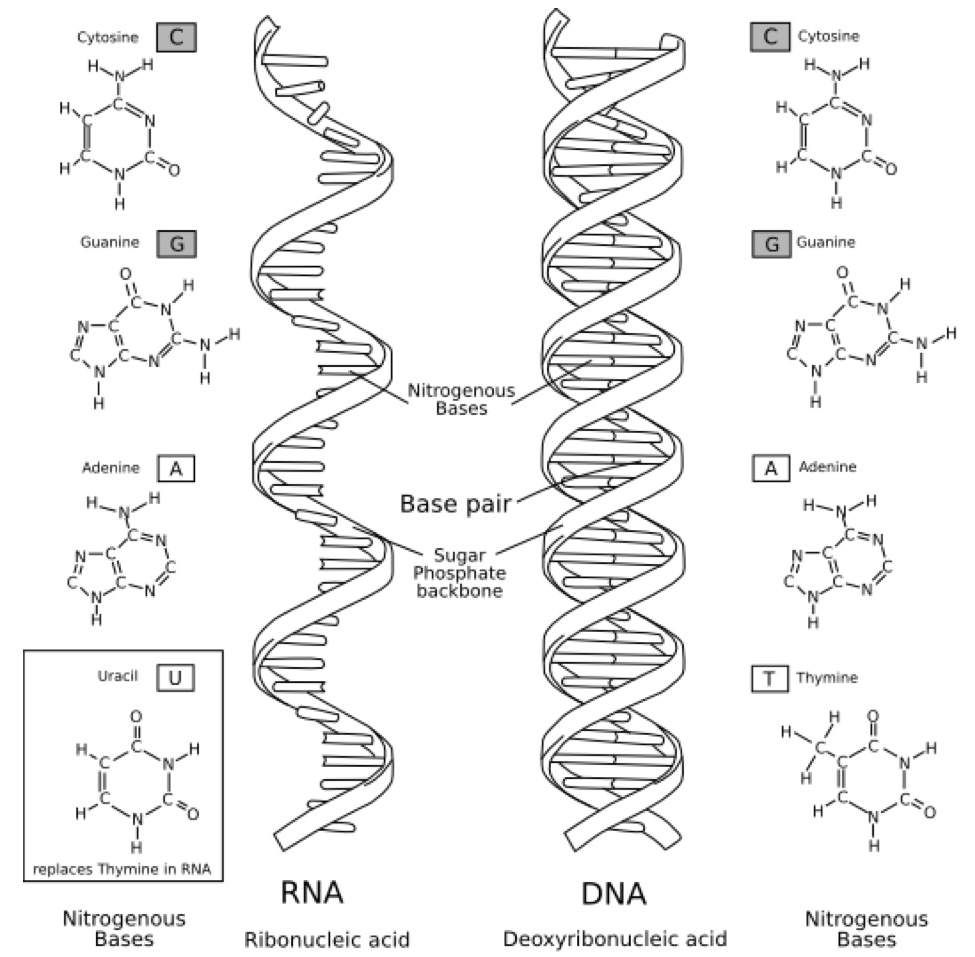 Cytosine C
H H
N
H C
C N
C C
H N O
H
Guanine G
O
H
C N
N C
C C N C N H
N H
H
Adenine A
H H
N
C
N C N
C C C
N N
H
Uracil U
O
H C H
C N
C C
H N O
H
replaces Thymine in RNA
Nitrogenous
Bases
Nitrogenous
Bases
Base pair
Sugar
Phosphate
backbone
RNA
Ribonucleic acid
DNA
Deoxyribonucleic acid
C Cytosine
H H
N
H C
C N
C C
H N O
H
G Guanine
O
H
C N
N C
C C N C N H
N H
H
A Adenine
H H
N
C
N C N
C C C
N N
H
T Thymine
H O
H C C H
H C N
C C
H N O
H
Nitrogenous
Bases